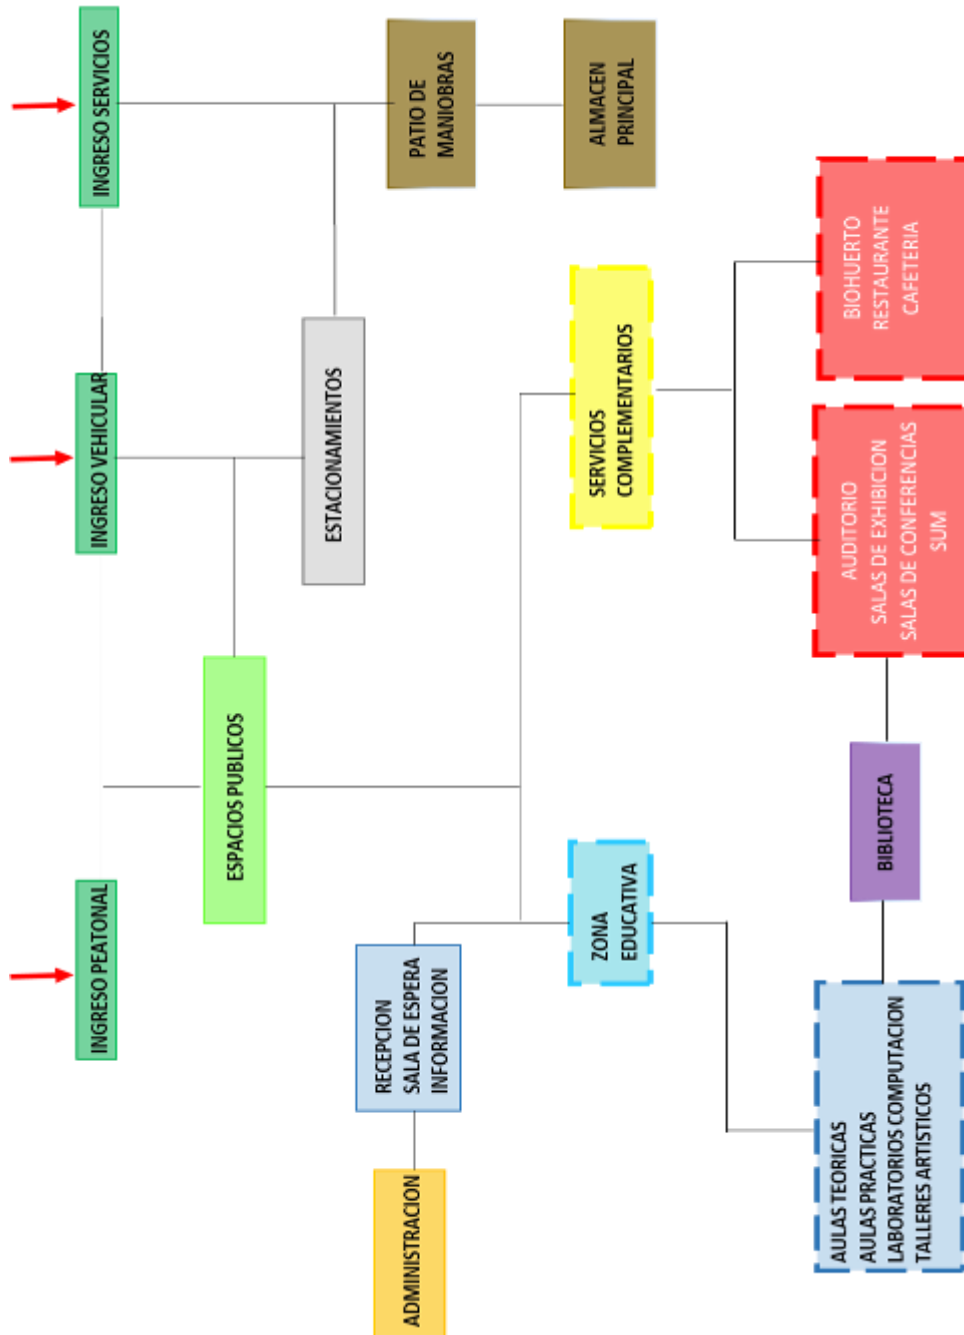 INGRESO PEATONAL
INGRESO VEHICULAR
INGRESO SERVICIOS
ESPACIOS PUBLICOS
ESTACIONAMIENTOS
ADMINISTRACION
RECEPCION
SALA DE ESPERA
INFORMACION
PATIO DE
MANIOBRAS
ZONA
EDUCATIVA
SERVICIOS
COMPLEMENTARIOS
ALMACEN
PRINCIPAL
AULAS TEORICAS
AULAS PRACTICAS
LABORATORIOS COMPUTACION
TALLERES ARTISTICOS
BIBLIOTECA
AUDITORIO
SALAS DE EXHIBICION
SALAS DE CONFERENCIAS
SUM
BIOHUERTO
RESTAURANTE
CAFETERIA